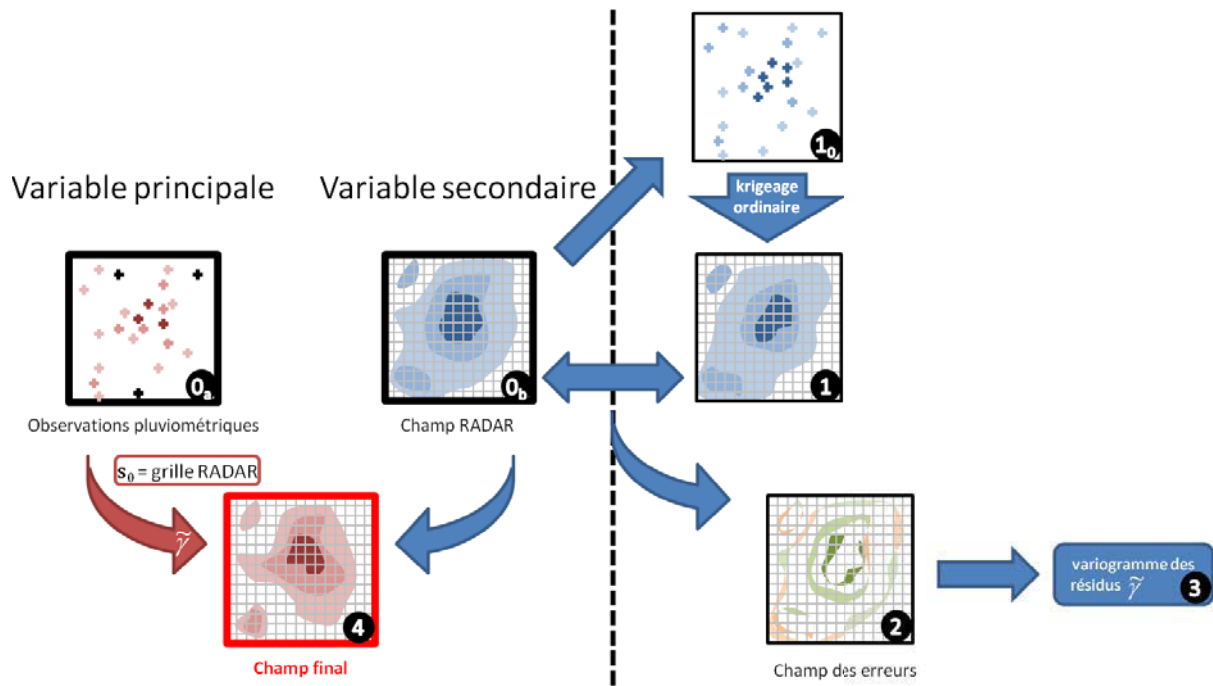 1₀
krigeage
ordinaire
Variable principale
Variable secondaire
0ₐ
0b
1
Observations pluviométriques
Champ RADAR
s₀ = grille RADAR
γ̃
4
Champ final
2
Champ des erreurs
variogramme des
résidus γ̃
3